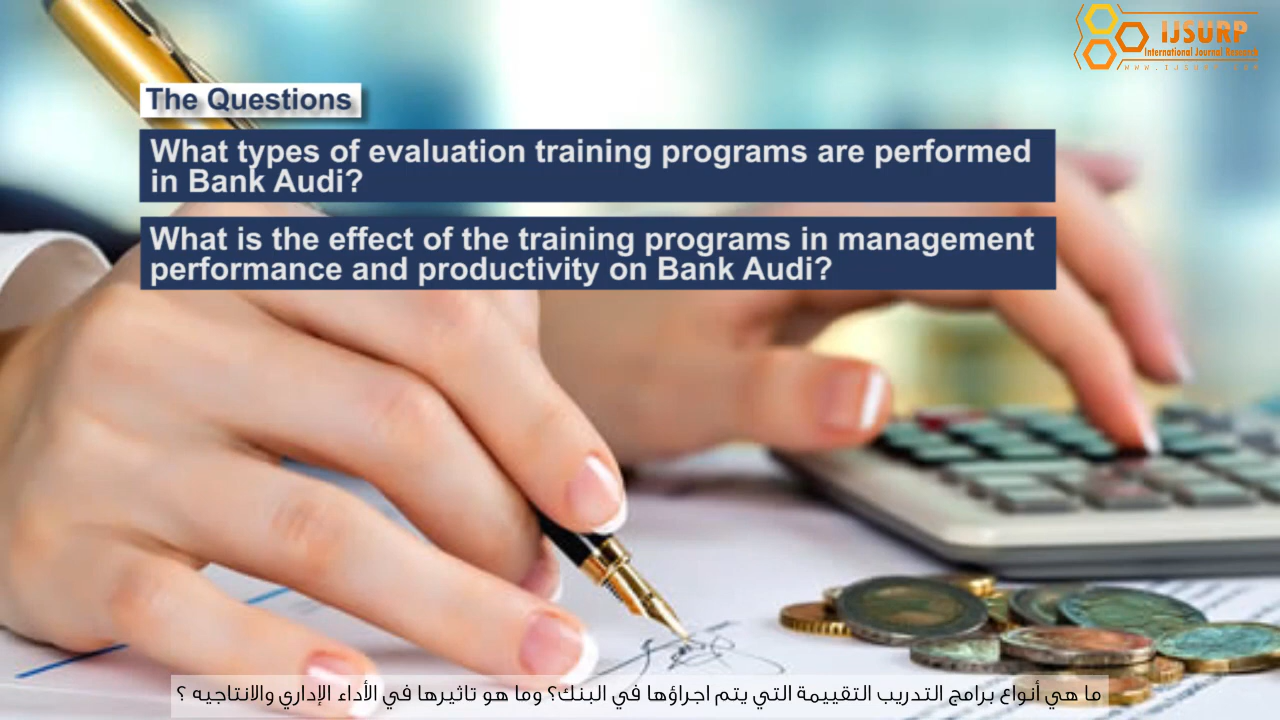 IJSURP
International Journal Research
The Questions
What types of evaluation training programs are performed
in Bank Audi?
What is the effect of the training programs in management
performance and productivity on Bank Audi?
ما هي أنواع برامج التدريب التقييمة التي يتم اجراؤها في البنك؟ وما هو تاثيرها في الأداء الإداري والانتاجيه ؟